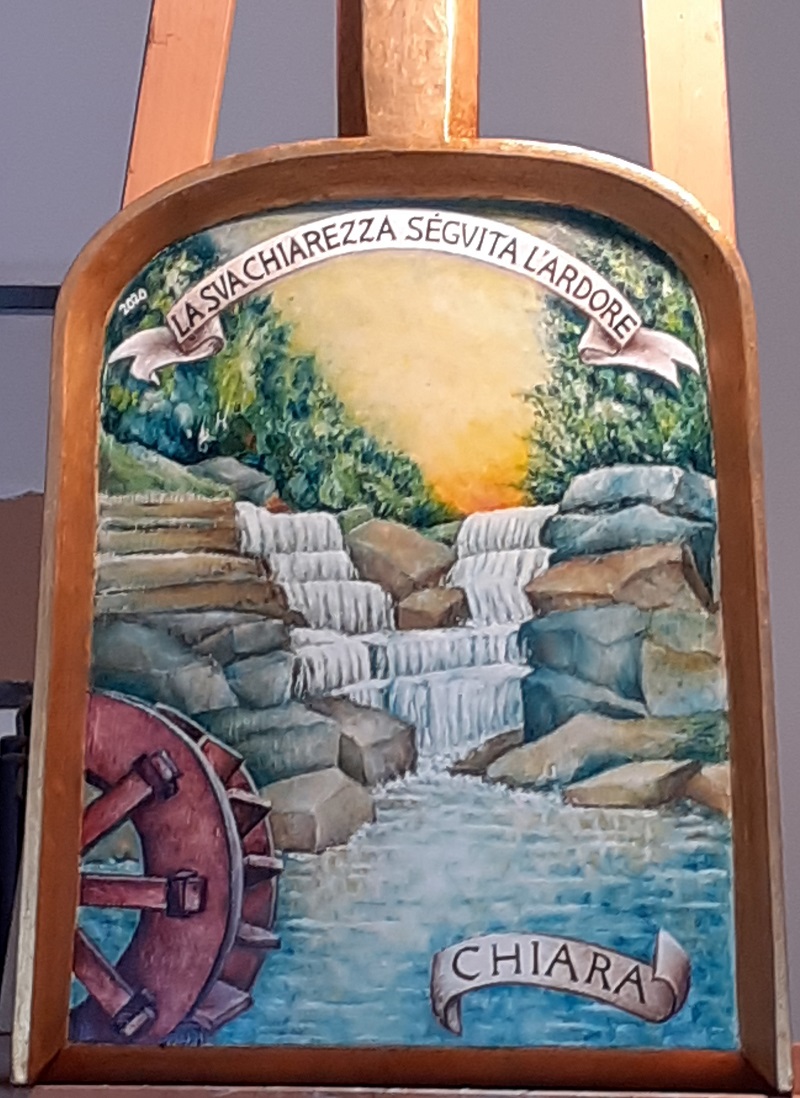 LA SVA CHIAREZZA SÉGVITA L'ARDORE
2020
CHIARA